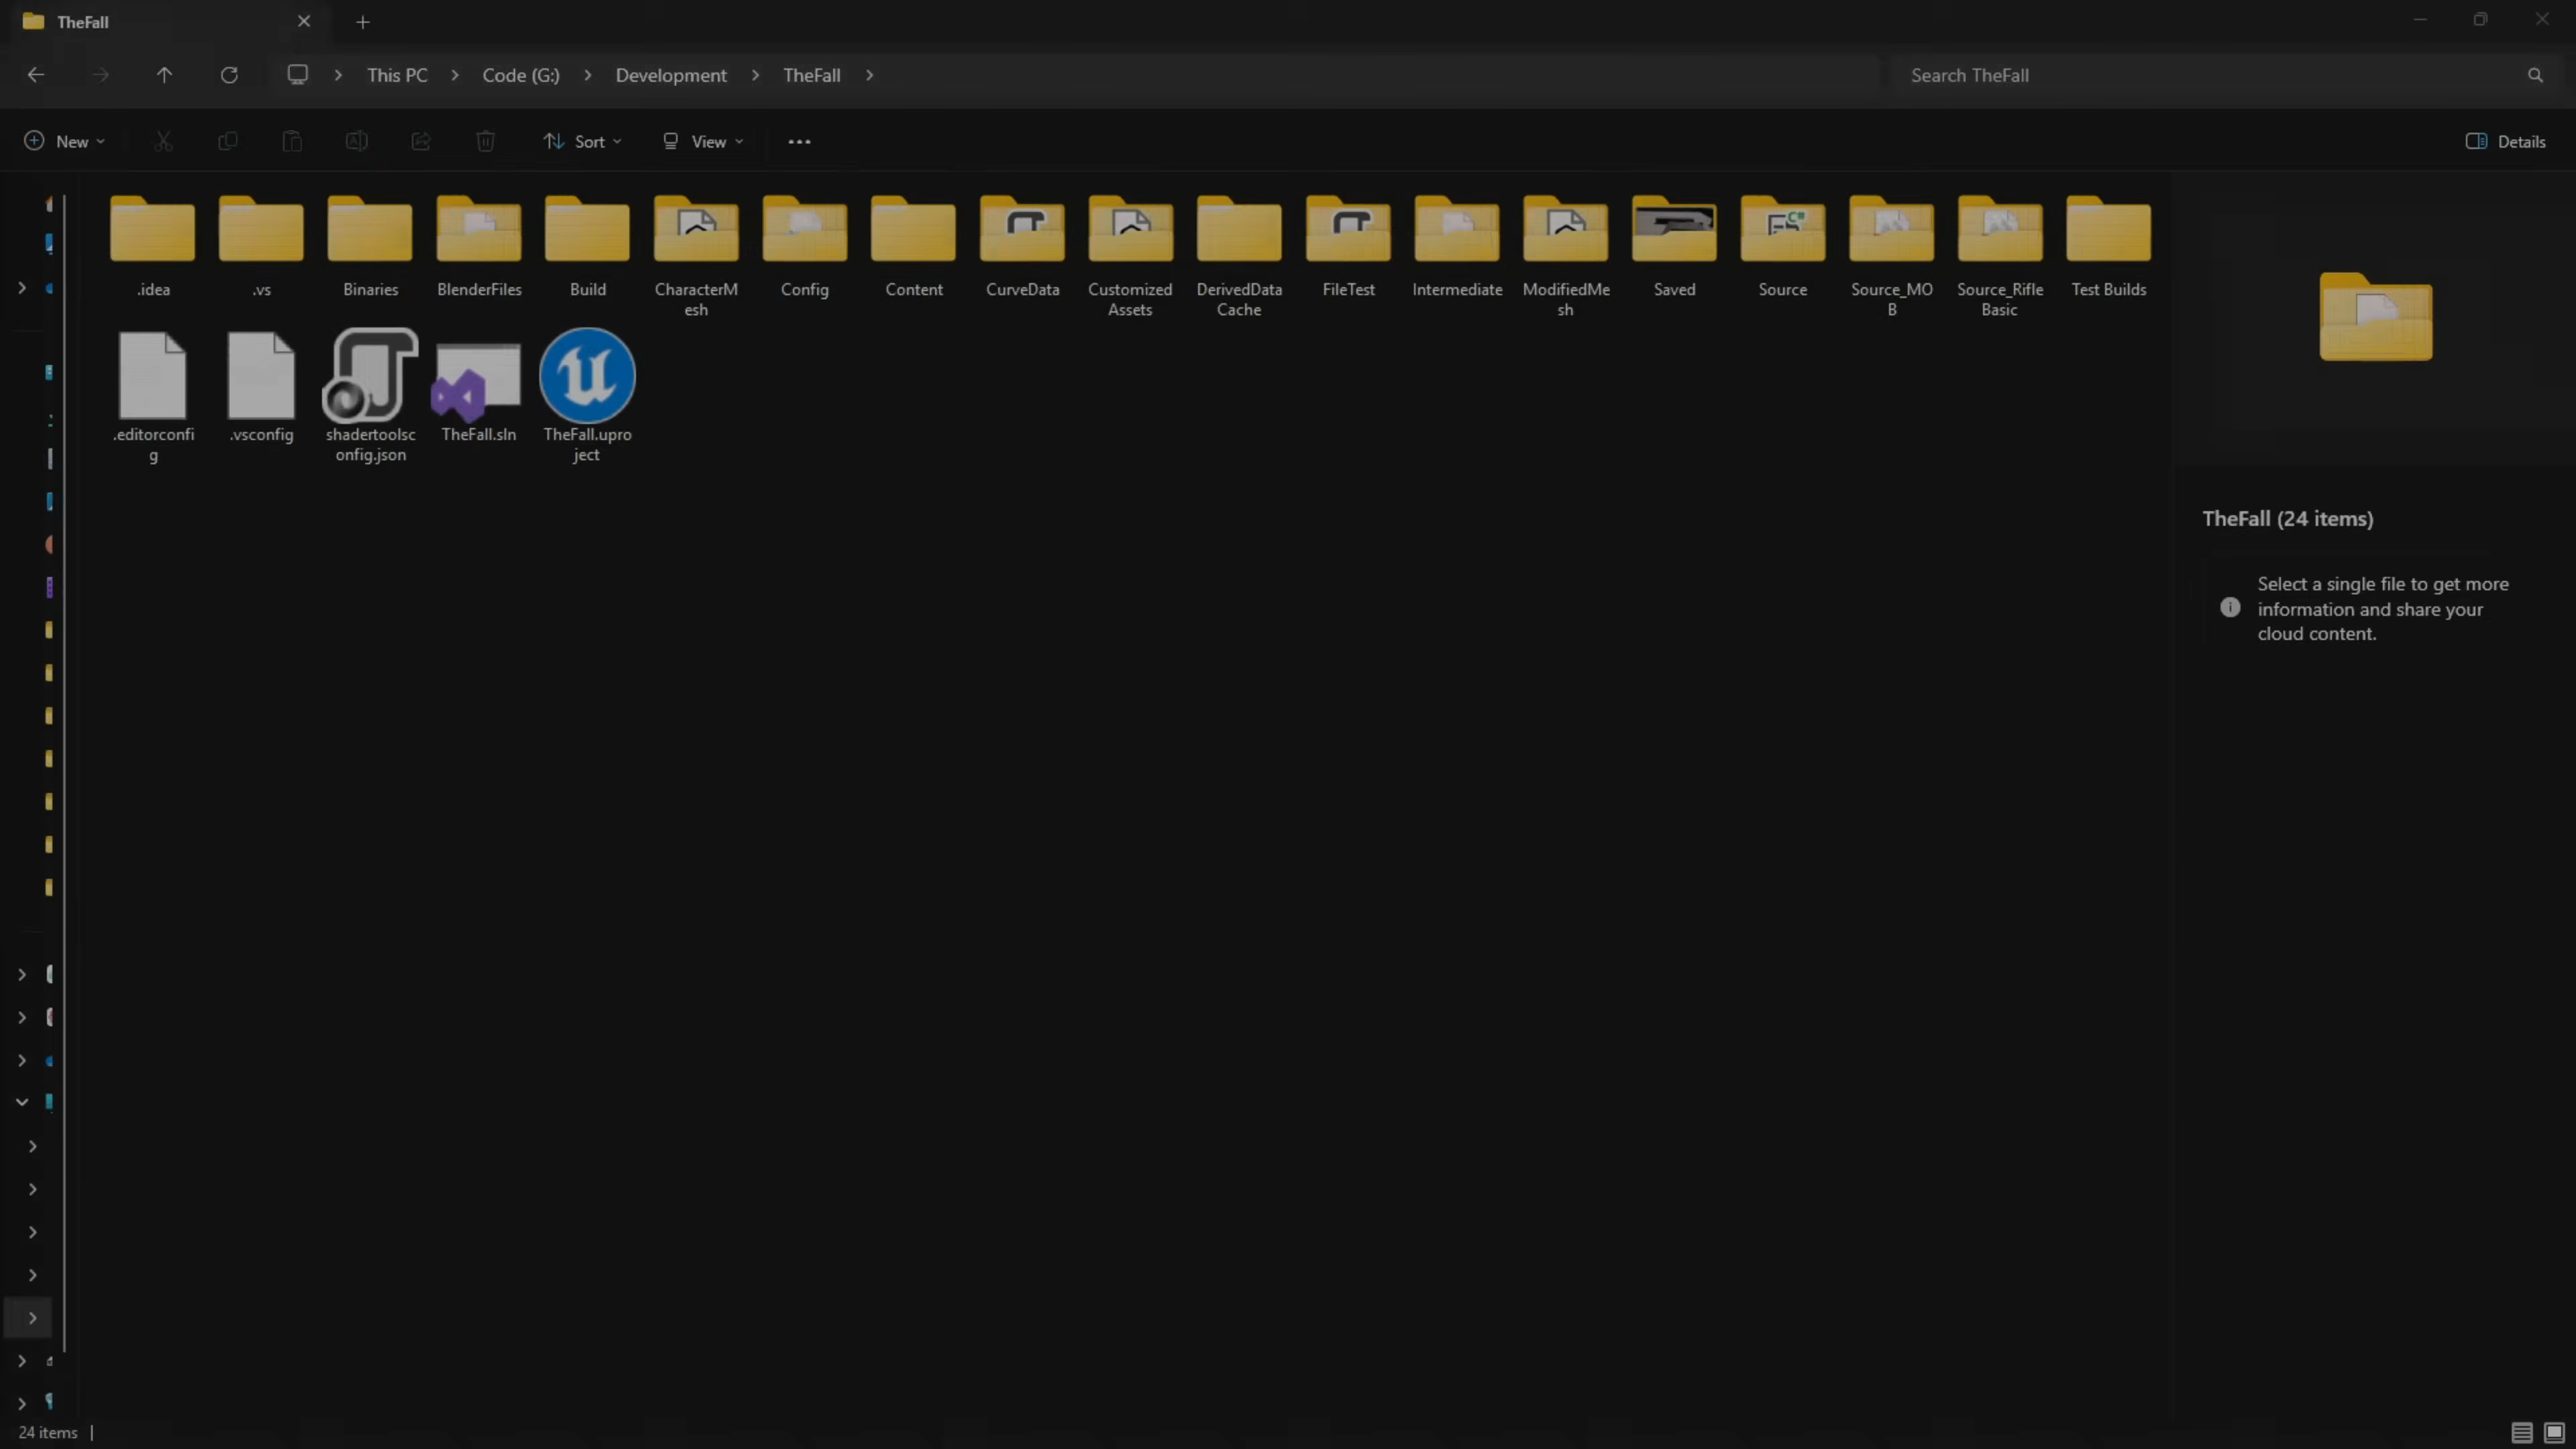 TheFall
This PC
Code (G:)
Development
TheFall
Search TheFall
New
Sort
View
Details
.idea
.vs
Binaries
BlenderFiles
Build
CharacterM
esh
Config
Content
CurveData
Customized
Assets
DerivedData
Cache
FileTest
Intermediate
ModifiedMe
sh
Saved
Source
Source_MO
B
Source_Rifle
Basic
Test Builds
.editorconfi
g
.vsconfig
shadertoolsc
onfig.json
TheFall.sln
TheFall.upro
ject
TheFall (24 items)
Select a single file to get more
information and share your
cloud content.
24 items